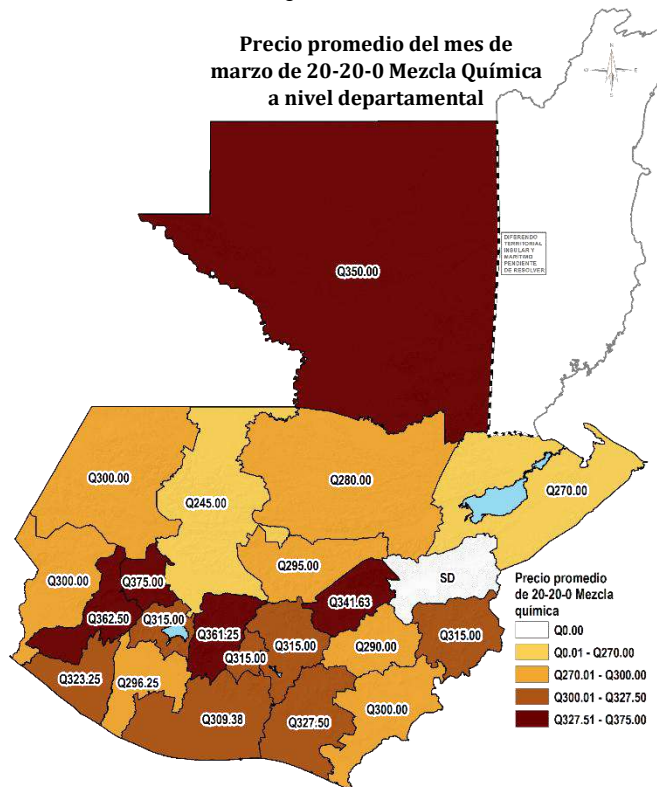 Precio promedio del mes de
marzo de 20-20-0 Mezcla Química
a nivel departamental
N
O
E
S
DIFERENDO
TERRITORIAL
INSULAR Y
MARITIMO
PENDIENTE
DE RESOLVER
Q350.00
Q300.00
Q245.00
Q280.00
Q270.00
Q300.00
Q375.00
Q295.00
SD
Q362.50
Q315.00
Q361.25
Q315.00
Q315.00
Q341.63
Q290.00
Q315.00
Q323.25
Q296.25
Q309.38
Q327.50
Q300.00
Precio promedio
de 20-20-0 Mezcla
química
Q0.00
Q0.01 - Q270.00
Q270.01 - Q300.00
Q300.01 - Q327.50
Q327.51 - Q375.00